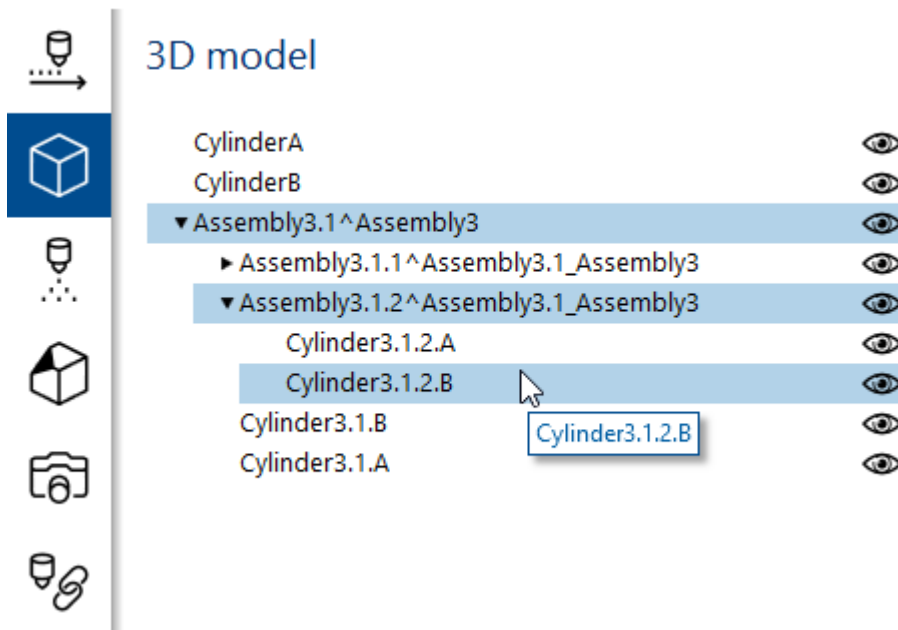 3D model
CylinderA
CylinderB
Assembly3.1^Assembly3
Assembly3.1.1^Assembly3.1_Assembly3
Assembly3.1.2^Assembly3.1_Assembly3
Cylinder3.1.2.A
Cylinder3.1.2.B
Cylinder3.1.B
Cylinder3.1.2.B
Cylinder3.1.A